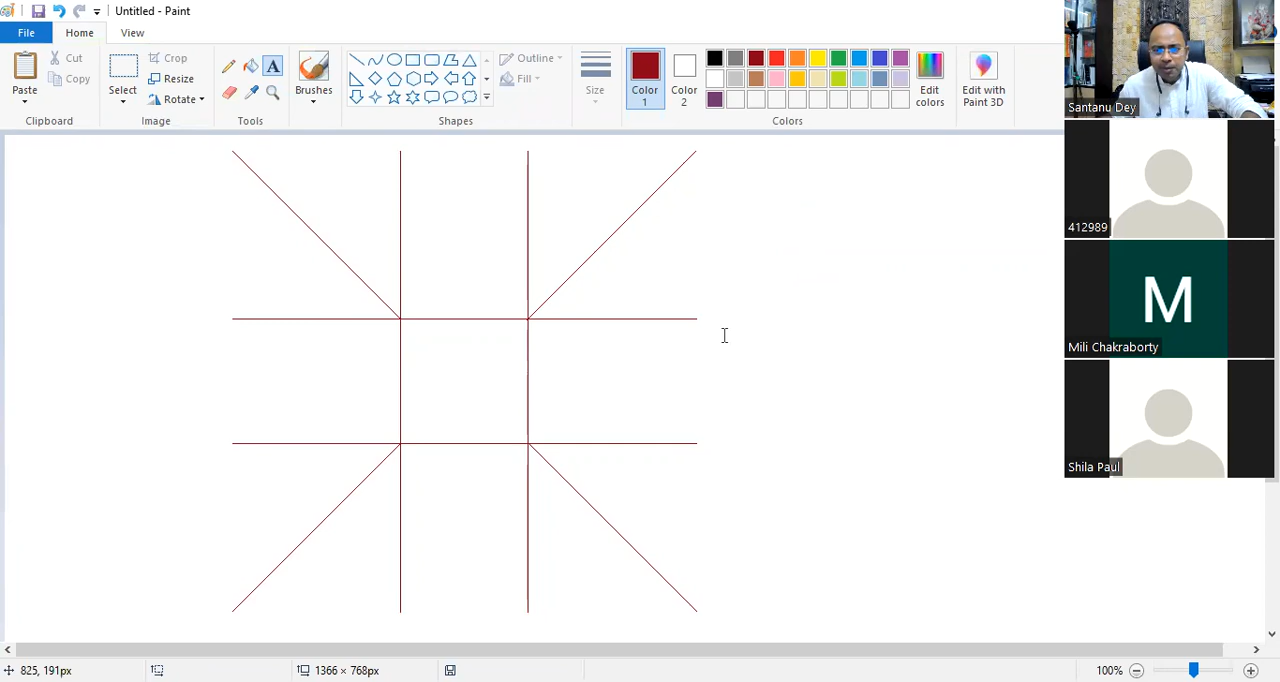 Untitled - Paint
File Home View
Paste
Cut
Copy
Clipboard
Select
Crop
Resize
Rotate
Image
A
Tools
Brushes
Outline
Fill
Shapes
Size
Color 1
Color 2
Edit colors
Colors
Edit with Paint 3D
Santanu Dey
412989
M
Mili Chakraborty
Shila Paul
825, 191px
1366 × 768px
100%